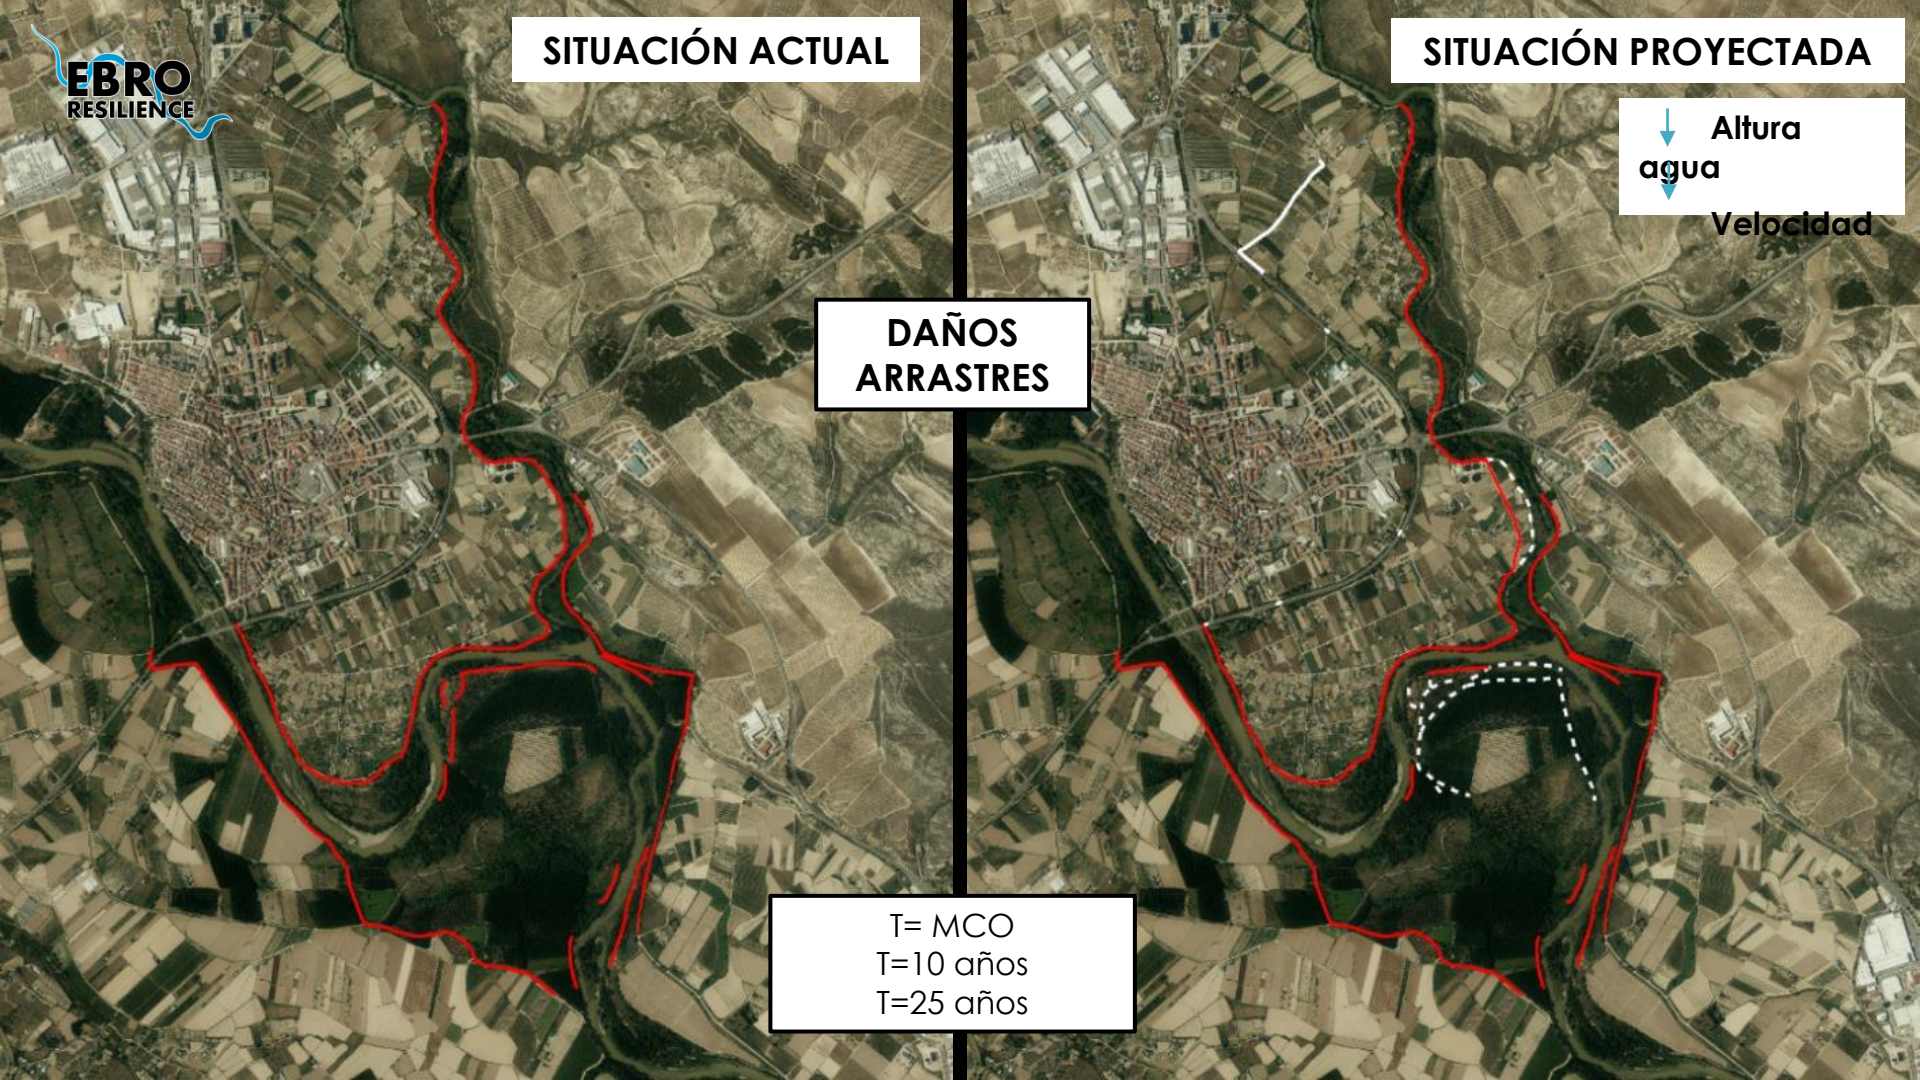 EBRO
RESILIENCE
SITUACIÓN ACTUAL
SITUACIÓN PROYECTADA
Altura
agua
Velocidad
DAÑOS
ARRASTRES
T= MCO
T=10 años
T=25 años